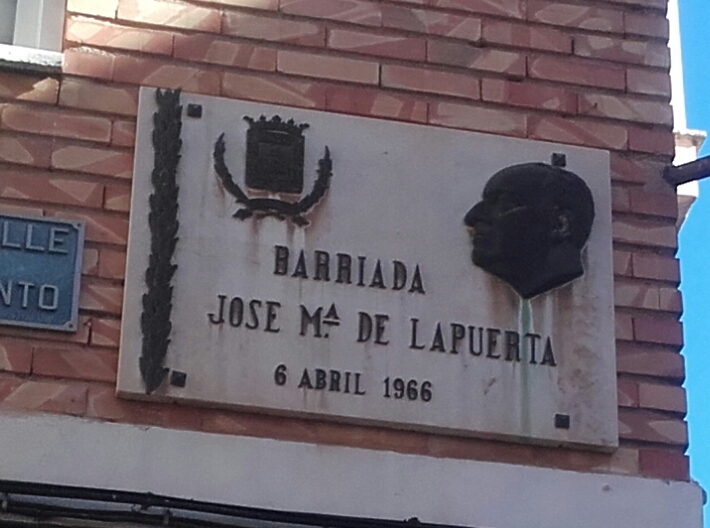 LLE
NTO
BARRIADA
JOSE Mª. DE LAPUERTA
6 ABRIL 1966